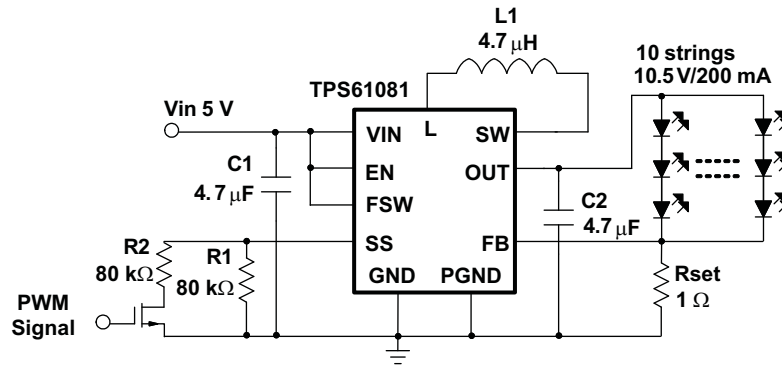 L1
4.7 μH
10 strings
10.5 V/200 mA
TPS61081
Vin 5 V
VIN
L
SW
C1
4.7 μF
EN
OUT
FSW
C2
4.7 μF
R2
80 kΩ
R1
80 kΩ
SS
FB
GND
PGND
Rset
1 Ω
PWM
Signal